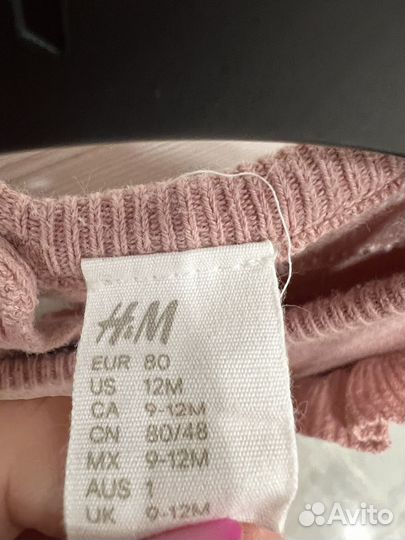 H&M
EUR 80
US 12M
CA 9-12M
CN 80/48
MX 9-12M
AUS 1
UK 9-12M
Avito